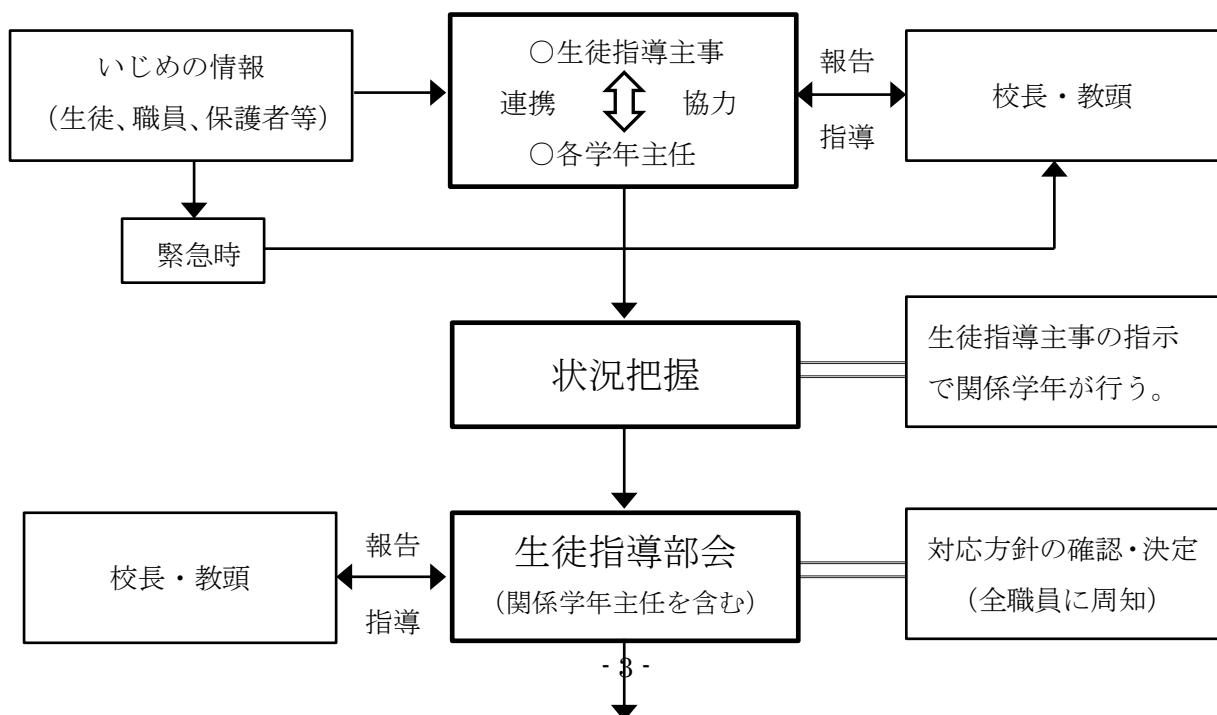 いじめの情報
（生徒、職員、保護者等）
○生徒指導主事
連携
協力
○各学年主任
報告
指導
校長・教頭
緊急時
状況把握
生徒指導主事の指示
で関係学年が行う。
校長・教頭
報告
指導
生徒指導部会
（関係学年主任を含む）
対応方針の確認・決定
（全職員に周知）
- 3 -